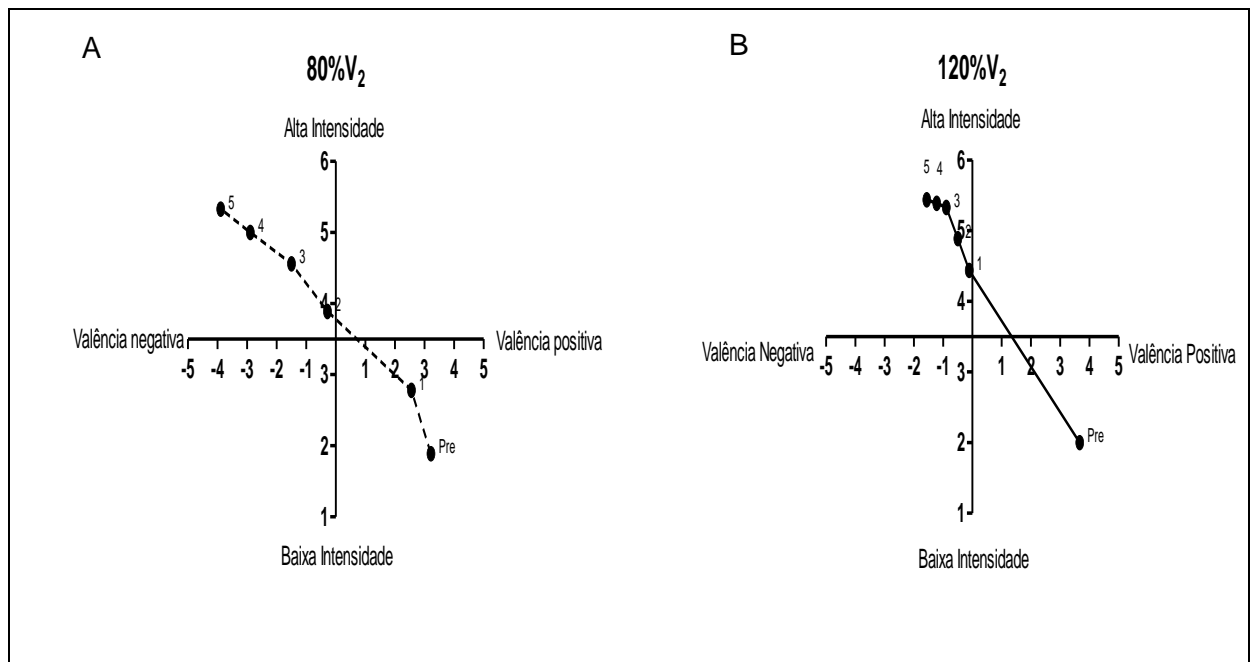 A
80%V₂
Alta Intensidade
6
5
5
4
4
3
2
Valência negativa
Valência positiva
-5 -4 -3 -2 -1 1 2 3 4 5
3
1
2
Pre
1
Baixa Intensidade
B
120%V₂
Alta Intensidade
6
5 4
3
5
2
1
4
Valência Negativa
Valência Positiva
-5 -4 -3 -2 -1 1 2 3 4 5
3
2
Pre
1
Baixa Intensidade